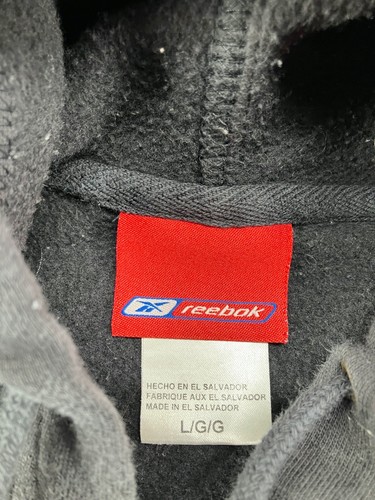 reebok
HECHO EN EL SALVADOR
FABRIQUE AUX EL SALVADOR
MADE IN EL SALVADOR
L/G/G